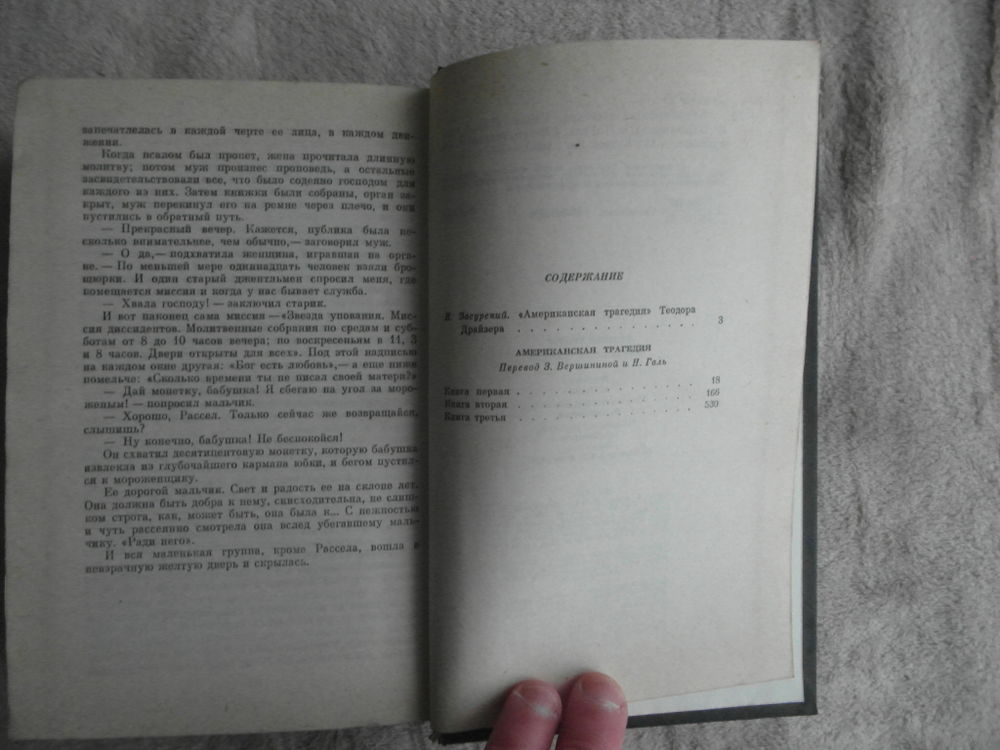 запечатлелась в каждой черте ее лица, в каждом дви-
жении.
Когда псалом был пропет, жена прочитала длинную
молитву; потом муж произнес проповедь, а остальные
засвидетельствовали все, что было содеяно господом для
каждого из них. Затем книжки были собраны, орган за-
крыт, муж перекинул его на ремне через плечо, и они
пустились в обратный путь.
— Прекрасный вечер. Кажется, публика была не-
сколько внимательнее, чем обычно,— заговорил муж.
— О да,— подхватила женщина, игравшая на орга-
не.— По меньшей мере одиннадцать человек взяли бро-
шюрки. И один старый джентльмен спросил меня, где
помещается миссия и когда у нас бывает служба.
— Хвала господу! — заключил старик.
И вот наконец сама миссия — «Звезда упования. Мис-
сия диссидентов. Молитвенные собрания по средам и суб-
ботам от 8 до 10 часов вечера; по воскресеньям в 11, 3
и 8 часов. Двери открыты для всех». Под этой надписью
на каждом окне другая: «Бог есть любовь»,— а еще ниже
помельче: «Сколько времени ты не писал своей матери?»
— Дай монетку, бабушка! Я сбегаю на угол за моро-
женым! — попросил мальчик.
— Хорошо, Рассел. Только сейчас же возвращайся,
слышишь?
— Ну конечно, бабушка! Не беспокойся!
Он схватил десятицентовую монетку, которую бабушка
извлекла из глубочайшего кармана юбки, и бегом пустил-
ся к мороженщику.
Ее дорогой мальчик. Свет и радость ее на склоне лет.
Она должна быть добра к нему, снисходительна, не слиш-
ком строга, как, может быть, она была к... С нежностью
и чуть рассеянно смотрела она вслед убегавшему маль-
чику. «Ради него».
И вся маленькая группа, кроме Рассела, вошла в
невзрачную желтую дверь и скрылась.
СОДЕРЖАНИЕ
Я. Засурский. «Американская трагедия» Теодора
Драйзера . . . . . . . . . . . . . . . 3
АМЕРИКАНСКАЯ ТРАГЕДИЯ
Перевод З. Вершининой и Н. Галь
Книга первая . . . . . . . . . . . . . . . 18
Книга вторая . . . . . . . . . . . . . . . 166
Книга третья . . . . . . . . . . . . . . . 539